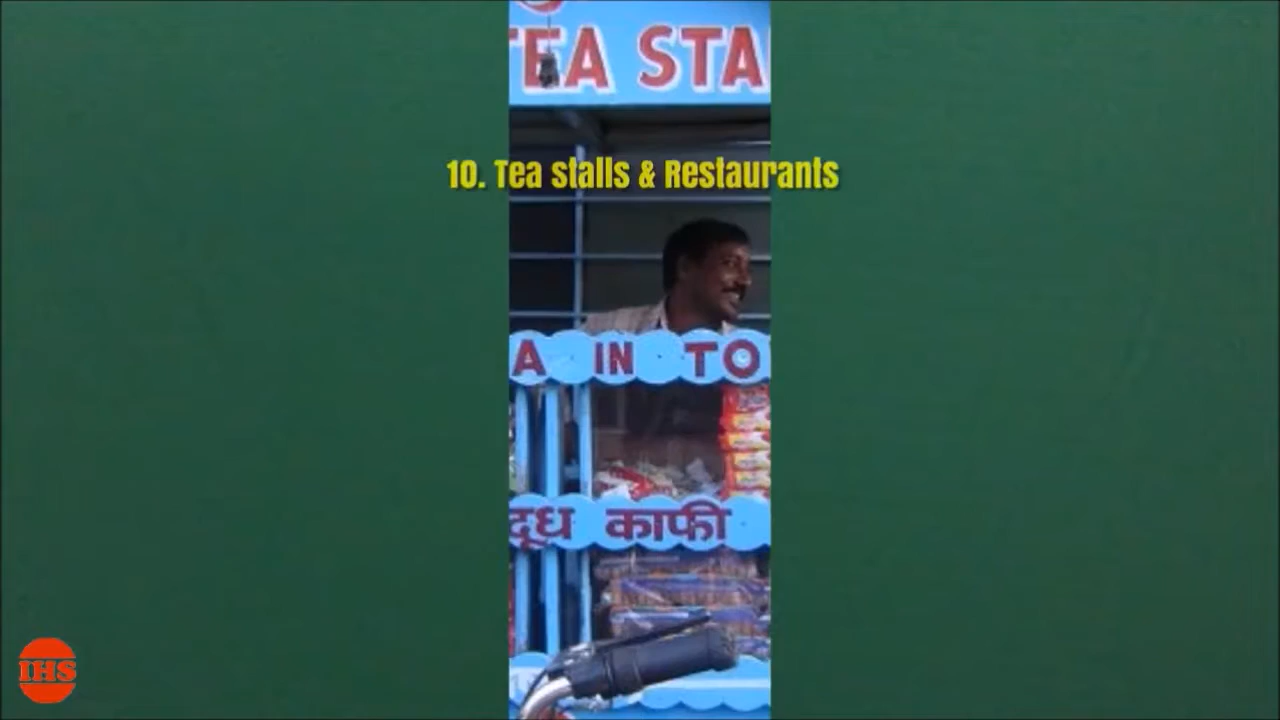 TEA STA
10. Tea stalls & Restaurants
A IN TO
दूध काफी
IHS